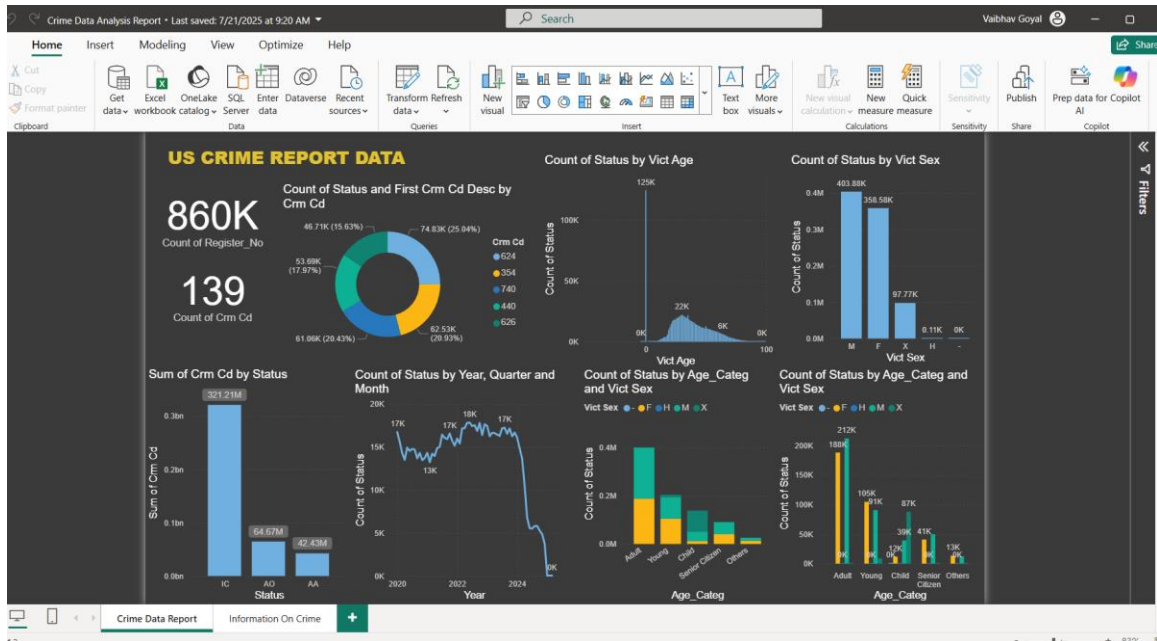 Crime Data Analysis Report • Last saved: 7/21/2025 at 9:20 AM
Search
Vaibhav Goyal
Home Insert Modeling View Optimize Help
Share
Cut
Copy
Format painter
Get data
Excel workbook
OneLake catalog
SQL Server
Enter data
Dataverse
Recent sources
Transform data
Refresh
New visual
Text box
More visuals
New visual calculation
New measure
Quick measure
Sensitivity
Publish
Prep data for AI
Copilot
Clipboard
Data
Queries
Insert
Calculations
Sensitivity
Share
Copilot
Filters
US CRIME REPORT DATA
860K
Count of Register_No
139
Count of Crm Cd
Count of Status and First Crm Cd Desc by
Crm Cd
46.71K (15.63%)
74.83K (25.04%)
53.69K
(17.97%)
61.06K (20.43%)
62.53K
(20.93%)
Crm Cd
624
354
740
440
626
Count of Status by Vict Age
125K
100K
50K
0K
Count of Status
0K
22K
6K
0K
0
100
Vict Age
Count of Status by Vict Sex
0.4M
0.3M
0.2M
0.1M
0.0M
Count of Status
403.88K
358.58K
97.77K
0.11K
0K
M F X H -
Vict Sex
Sum of Crm Cd by Status
0.3bn
0.2bn
0.1bn
0.0bn
Sum of Crm Cd
321.21M
64.67M
42.43M
IC AO AA
Status
Count of Status by Year, Quarter and
Month
20K
15K
10K
5K
0K
Count of Status
17K
13K
17K
18K
17K
0K
2020 2022 2024
Year
Count of Status by Age_Categ
and Vict Sex
Vict Sex - F H M X
0.4M
0.2M
0.0M
Count of Status
Adult Young Child Senior Citizen Others
Age_Categ
Count of Status by Age_Categ and
Vict Sex
Vict Sex - F H M X
200K
150K
100K
50K
0K
Count of Status
188K
212K
0K
0K
105K
91K
0K
0K
12K
39K
87K
41K
0K
13K
0K
Adult Young Child Senior Others
Citizen
Age_Categ
Crime Data Report
Information On Crime